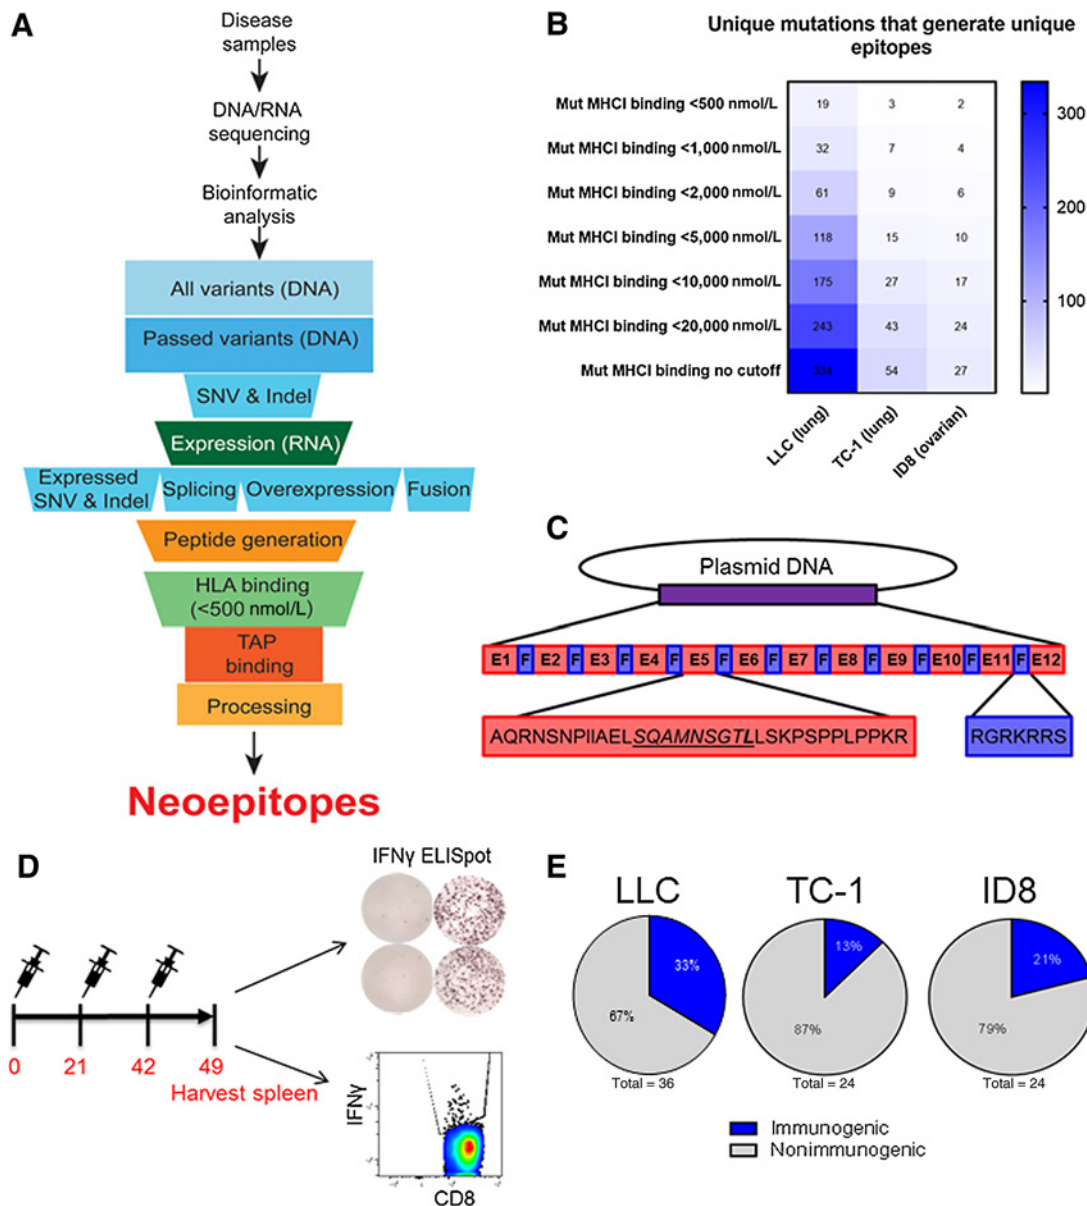 A
Disease
samples
DNA/RNA
sequencing
Bioinformatic
analysis
All variants (DNA)
Passed variants (DNA)
SNV & Indel
Expression (RNA)
Expressed
SNV & Indel
Splicing
Overexpression
Fusion
Peptide generation
HLA binding
(<500 nmol/L)
TAP
binding
Processing
Neoepitopes
B
Unique mutations that generate unique
epitopes
Mut MHCI binding <500 nmol/L 19 3 2
Mut MHCI binding <1,000 nmol/L 32 7 4
Mut MHCI binding <2,000 nmol/L 61 9 6
Mut MHCI binding <5,000 nmol/L 118 15 10
Mut MHCI binding <10,000 nmol/L 175 27 17
Mut MHCI binding <20,000 nmol/L 243 43 24
Mut MHCI binding no cutoff 54 27
LLC (lung)
TC-1 (lung)
ID8 (ovarian)
300
200
100
C
Plasmid DNA
E1 F E2 F E3 F E4 F E5 F E6 F E7 F E8 F E9 F E10 F E11 F E12
AQRNSNPIIAELSQAMNSGTLLSKPSPPLPPKR
RGRKRRS
D
0 21 42 49
Harvest spleen
IFNγ ELISpot
IFNγ
CD8
E
LLC
33%
67%
Total = 36
TC-1
13%
87%
Total = 24
ID8
21%
79%
Total = 24
Immunogenic
Nonimmunogenic